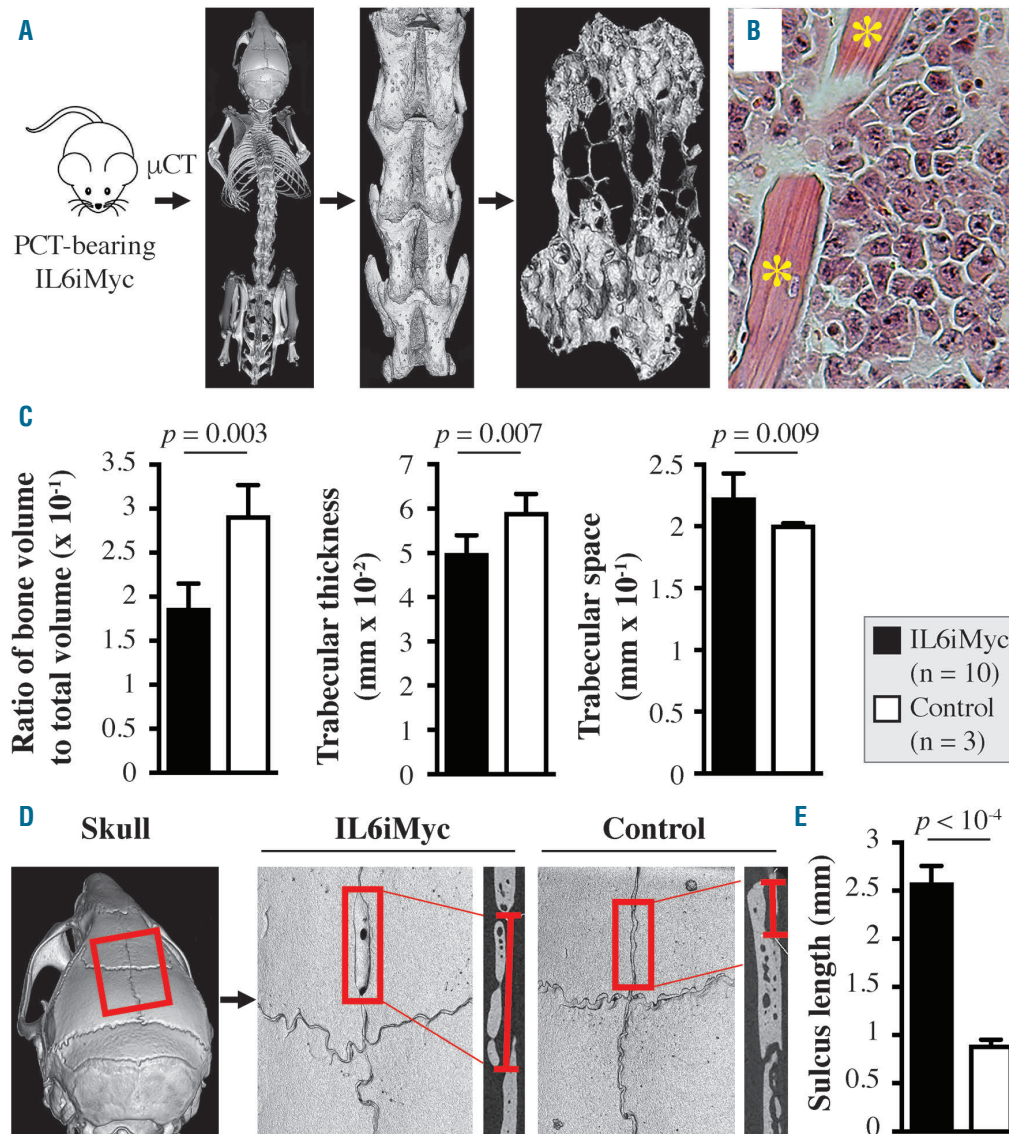 A
B
μCT
PCT-bearing
IL6iMyc
*
*
C
p = 0.003
p = 0.007
p = 0.009
Ratio of bone volume
to total volume (x 10⁻¹)
3.5
3
2.5
2
1.5
1
0.5
0
Trabecular thickness
(mm x 10⁻²)
7
6
5
4
3
2
1
0
Trabecular space
(mm x 10⁻¹)
2.5
2
1.5
1
0.5
0
IL6iMyc
(n = 10)
Control
(n = 3)
D
Skull
IL6iMyc
Control
E
p < 10⁻⁴
Sulcus length (mm)
3
2.5
2
1.5
1
0.5
0